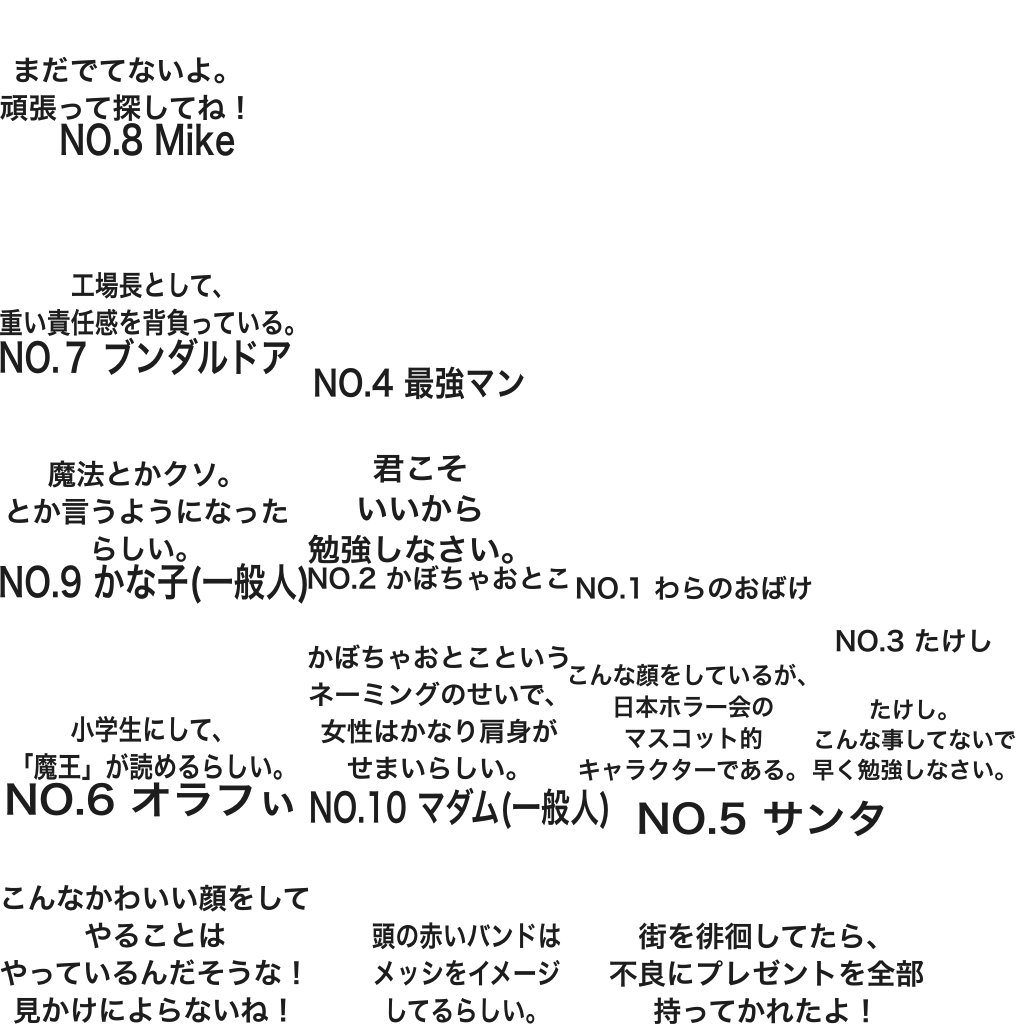 まだでてないよ。
頑張って探してね！
NO.8 Mike
工場長として、
重い責任感を背負っている。
NO.7 ブンダルドア
NO.4 最強マン
魔法とかクソ。
とか言うようになった
らしい。
NO.9 かな子(一般人)
君こそ
いいから
勉強しなさい。
NO.2 かぼちゃおとこ
NO.1 わらのおばけ
NO.3 たけし
かぼちゃおとこという
ネーミングのせいで、
女性はかなり肩身が
せまいらしい。
こんな顔をしているが、
日本ホラー会の
マスコット的
キャラクターである。
たけし。
こんな事してないで
早く勉強しなさい。
小学生にして、
「魔王」が読めるらしい。
NO.6 オラフぃ
NO.10 マダム(一般人)
NO.5 サンタ
こんなかわいい顔をして
やることは
やっているんだそうな！
見かけによらないね！
頭の赤いバンドは
メッシをイメージ
してるらしい。
街を徘徊してたら、
不良にプレゼントを全部
持ってかれたよ！